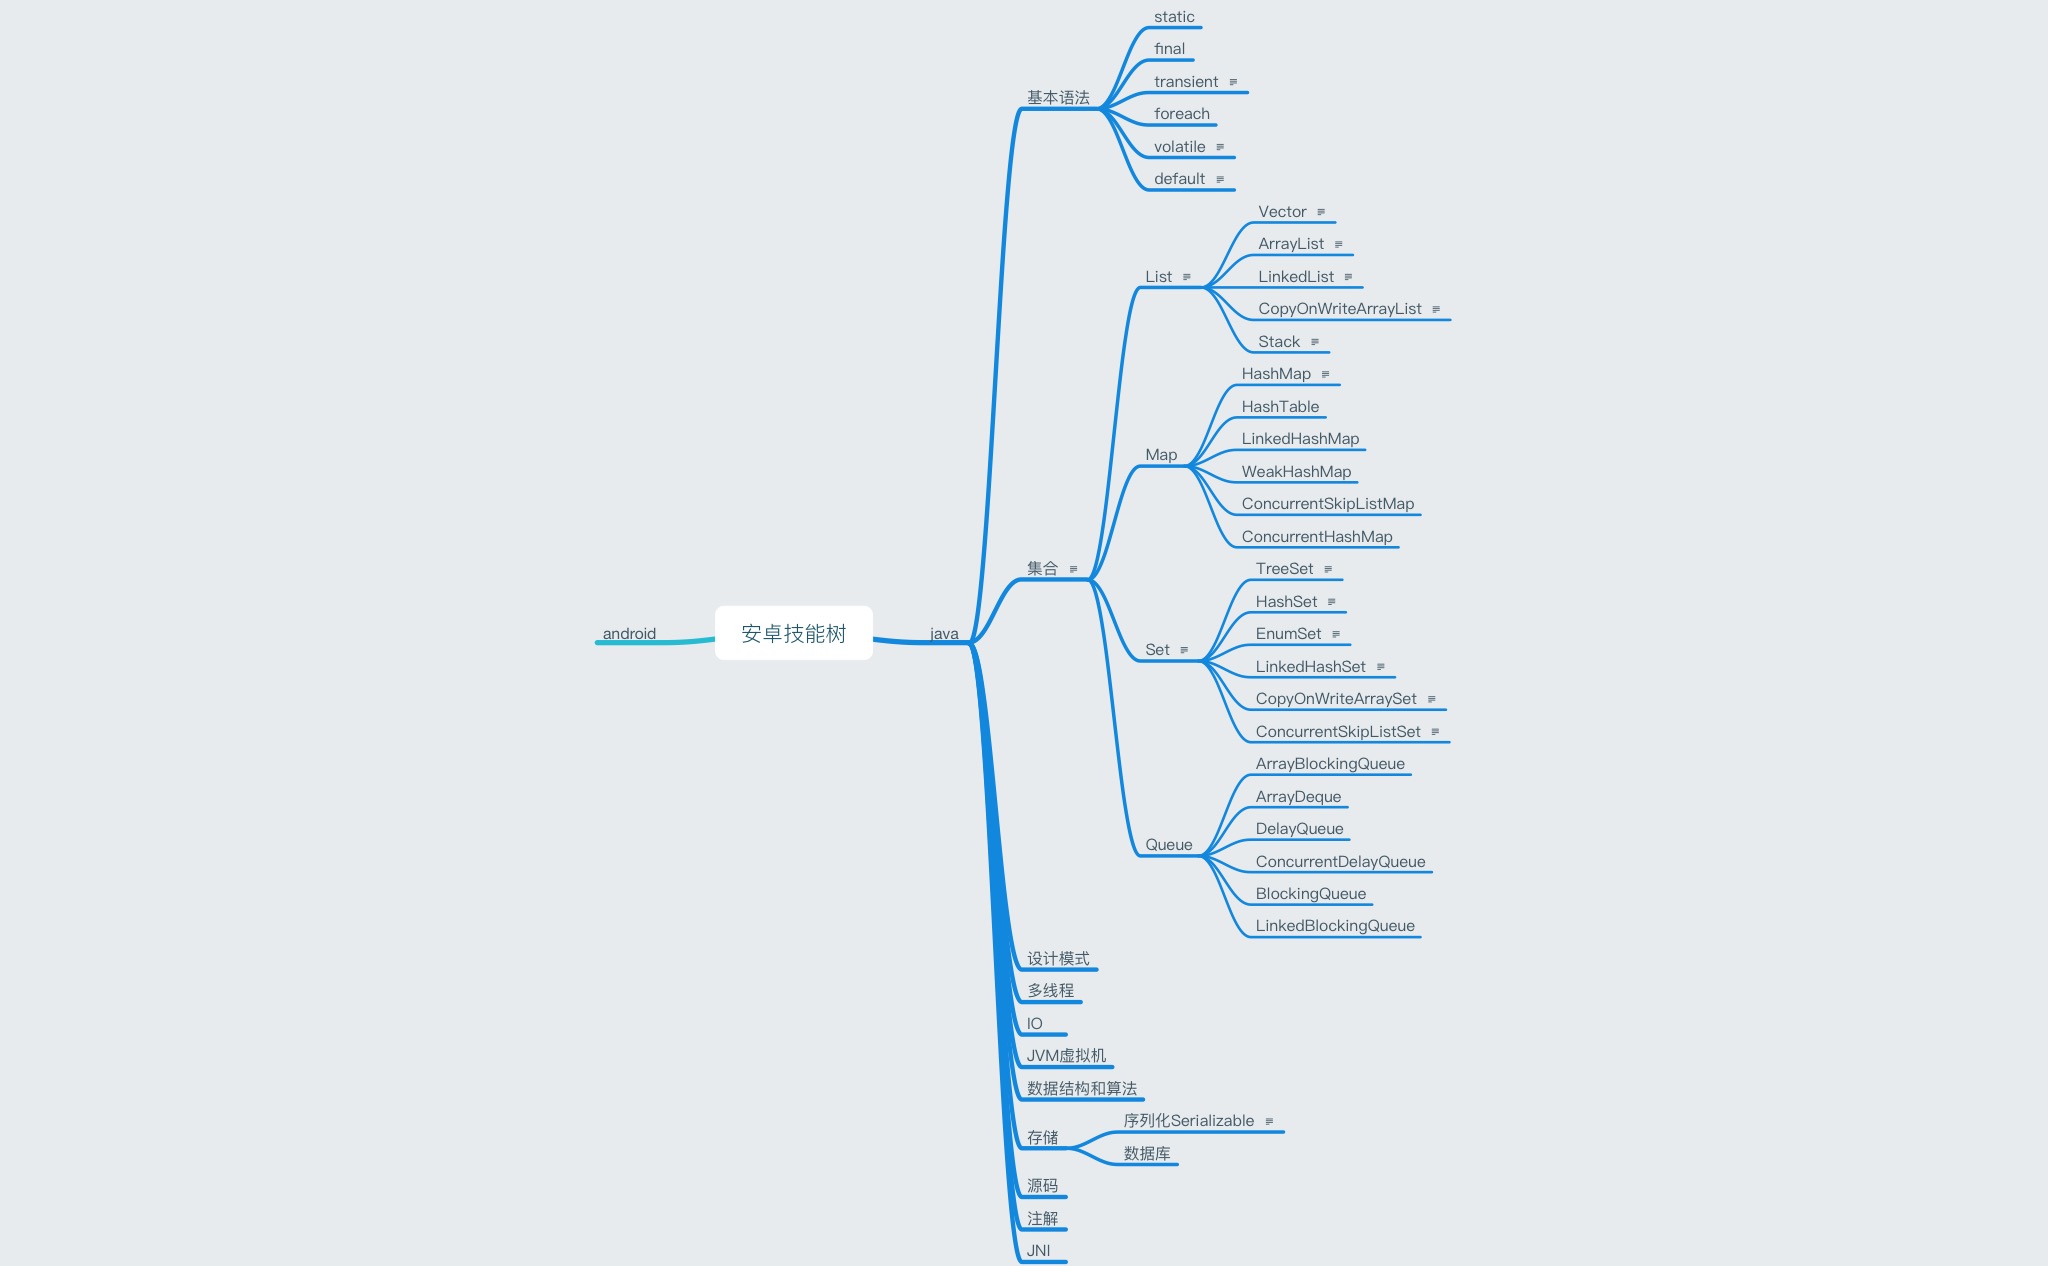 安卓技能树
android
java
基本语法
static
final
transient
foreach
volatile
default
集合
List
Vector
ArrayList
LinkedList
CopyOnWriteArrayList
Stack
Map
HashMap
HashTable
LinkedHashMap
WeakHashMap
ConcurrentSkipListMap
ConcurrentHashMap
Set
TreeSet
HashSet
EnumSet
LinkedHashSet
CopyOnWriteArraySet
ConcurrentSkipListSet
Queue
ArrayBlockingQueue
ArrayDeque
DelayQueue
ConcurrentDelayQueue
BlockingQueue
LinkedBlockingQueue
设计模式
多线程
IO
JVM虚拟机
数据结构和算法
存储
序列化Serializable
数据库
源码
注解
JNI